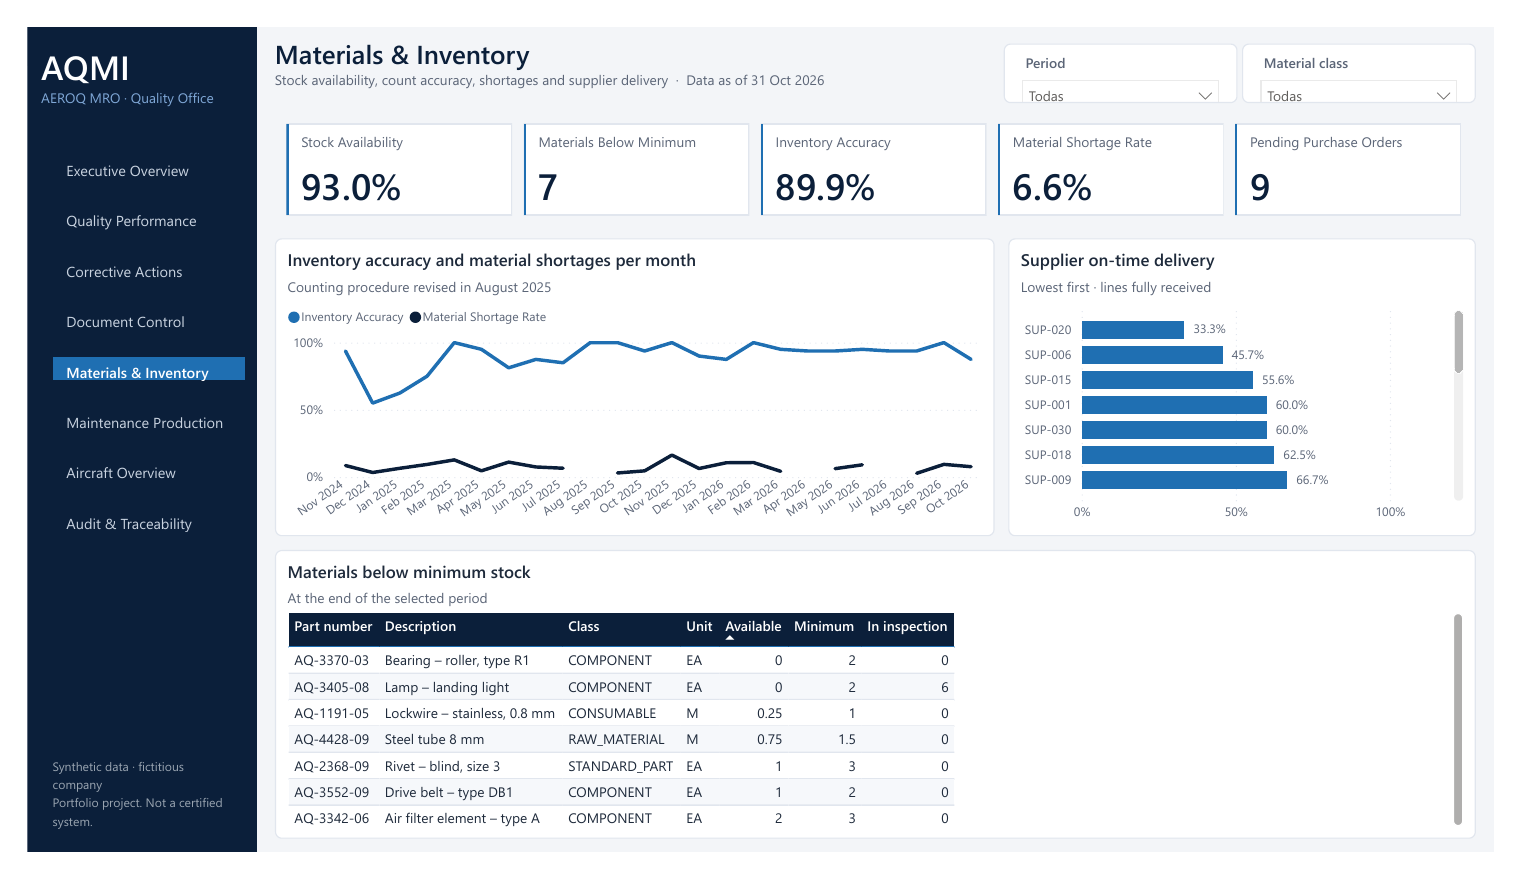 AQMI
AEROQ MRO · Quality Office
Executive Overview
Quality Performance
Corrective Actions
Document Control
Materials & Inventory
Maintenance Production
Aircraft Overview
Audit & Traceability
Synthetic data · fictitious
company
Portfolio project. Not a certified
system.
Materials & Inventory
Stock availability, count accuracy, shortages and supplier delivery · Data as of 31 Oct 2026
Period
Todas
Material class
Todas
Stock Availability
93.0%
Materials Below Minimum
7
Inventory Accuracy
89.9%
Material Shortage Rate
6.6%
Pending Purchase Orders
9
Inventory accuracy and material shortages per month
Counting procedure revised in August 2025
Inventory Accuracy Material Shortage Rate
100%
50%
0%
Nov 2024 Dec 2024 Jan 2025 Feb 2025 Mar 2025 Apr 2025 May 2025 Jun 2025 Jul 2025 Aug 2025 Sep 2025 Oct 2025 Nov 2025 Dec 2025 Jan 2026 Feb 2026 Mar 2026 Apr 2026 May 2026 Jun 2026 Jul 2026 Aug 2026 Sep 2026 Oct 2026
Supplier on-time delivery
Lowest first · lines fully received
SUP-020 33.3%
SUP-006 45.7%
SUP-015 55.6%
SUP-001 60.0%
SUP-030 60.0%
SUP-018 62.5%
SUP-009 66.7%
0% 50% 100%
Materials below minimum stock
At the end of the selected period
Part number Description Class Unit Available Minimum In inspection
AQ-3370-03 Bearing – roller, type R1 COMPONENT EA 0 2 0
AQ-3405-08 Lamp – landing light COMPONENT EA 0 2 6
AQ-1191-05 Lockwire – stainless, 0.8 mm CONSUMABLE M 0.25 1 0
AQ-4428-09 Steel tube 8 mm RAW_MATERIAL M 0.75 1.5 0
AQ-2368-09 Rivet – blind, size 3 STANDARD_PART EA 1 3 0
AQ-3552-09 Drive belt – type DB1 COMPONENT EA 1 2 0
AQ-3342-06 Air filter element – type A COMPONENT EA 2 3 0